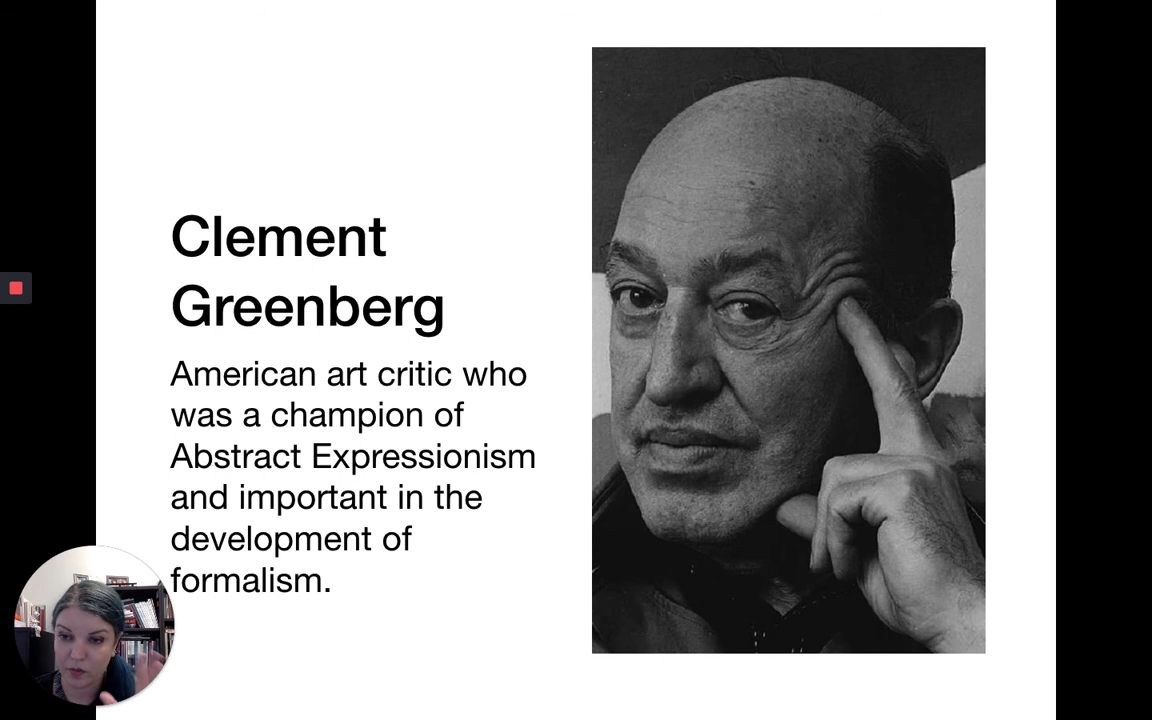 Clement
Greenberg
American art critic who
was a champion of
Abstract Expressionism
and important in the
development of
formalism.